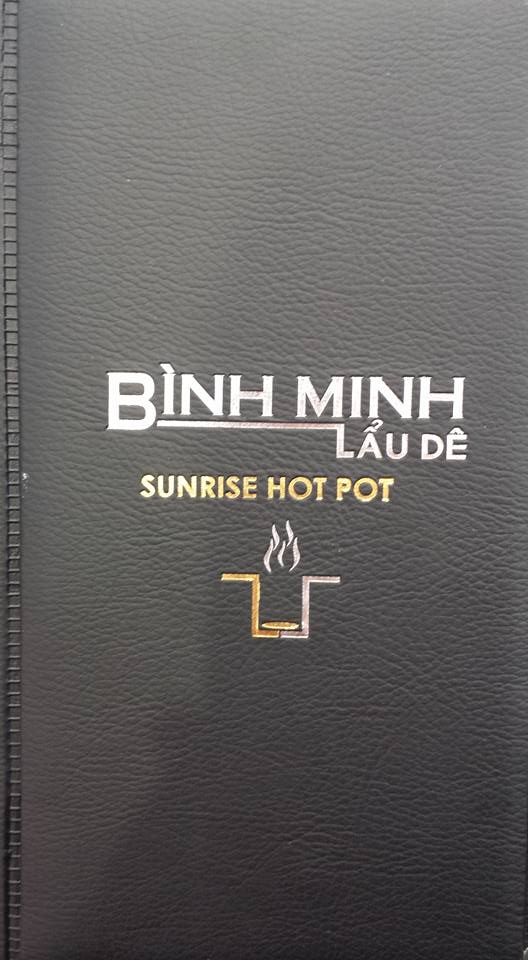 BÌNH MINH
LẨU DÊ
SUNRISE HOT POT